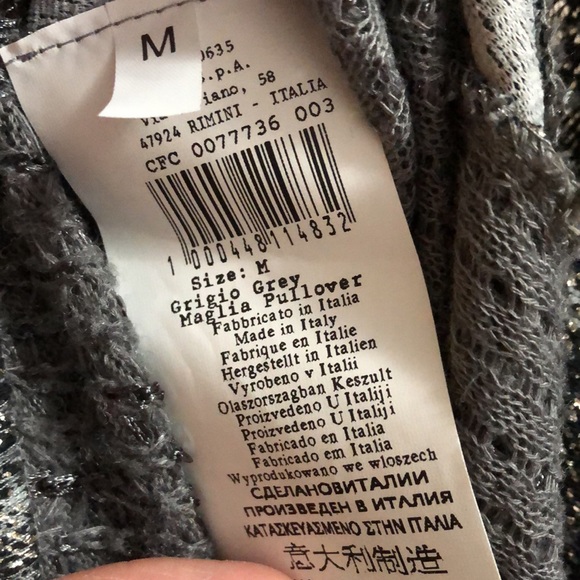 M
0635
.P.A.
58
47924 RIMINI - ITALIA
CFC 0077736 003
1 000448 114832
Size: M
Grigio Grey
Maglia Pullover
Fabbricato in Italia
Made in Italy
Fabrique en Italie
Hergestellt in Italien
Vyrobeno v Italii
Olaszorszagban Keszult
Proizvedeno U Italiji
Proizvedeno U Italiji
Fabricado en Italia
Fabricado em Italia
Wyprodukowano we wloszech
СДЕЛАНОВИТАЛИИ
ПРОИЗВЕДЕН В ИТАЛИЯ
ΚΑΤΑΣΚΕΥΑΣΜΕΝΟ ΣΤΗΝ ΙΤΑΛΙΑ
意大利制造